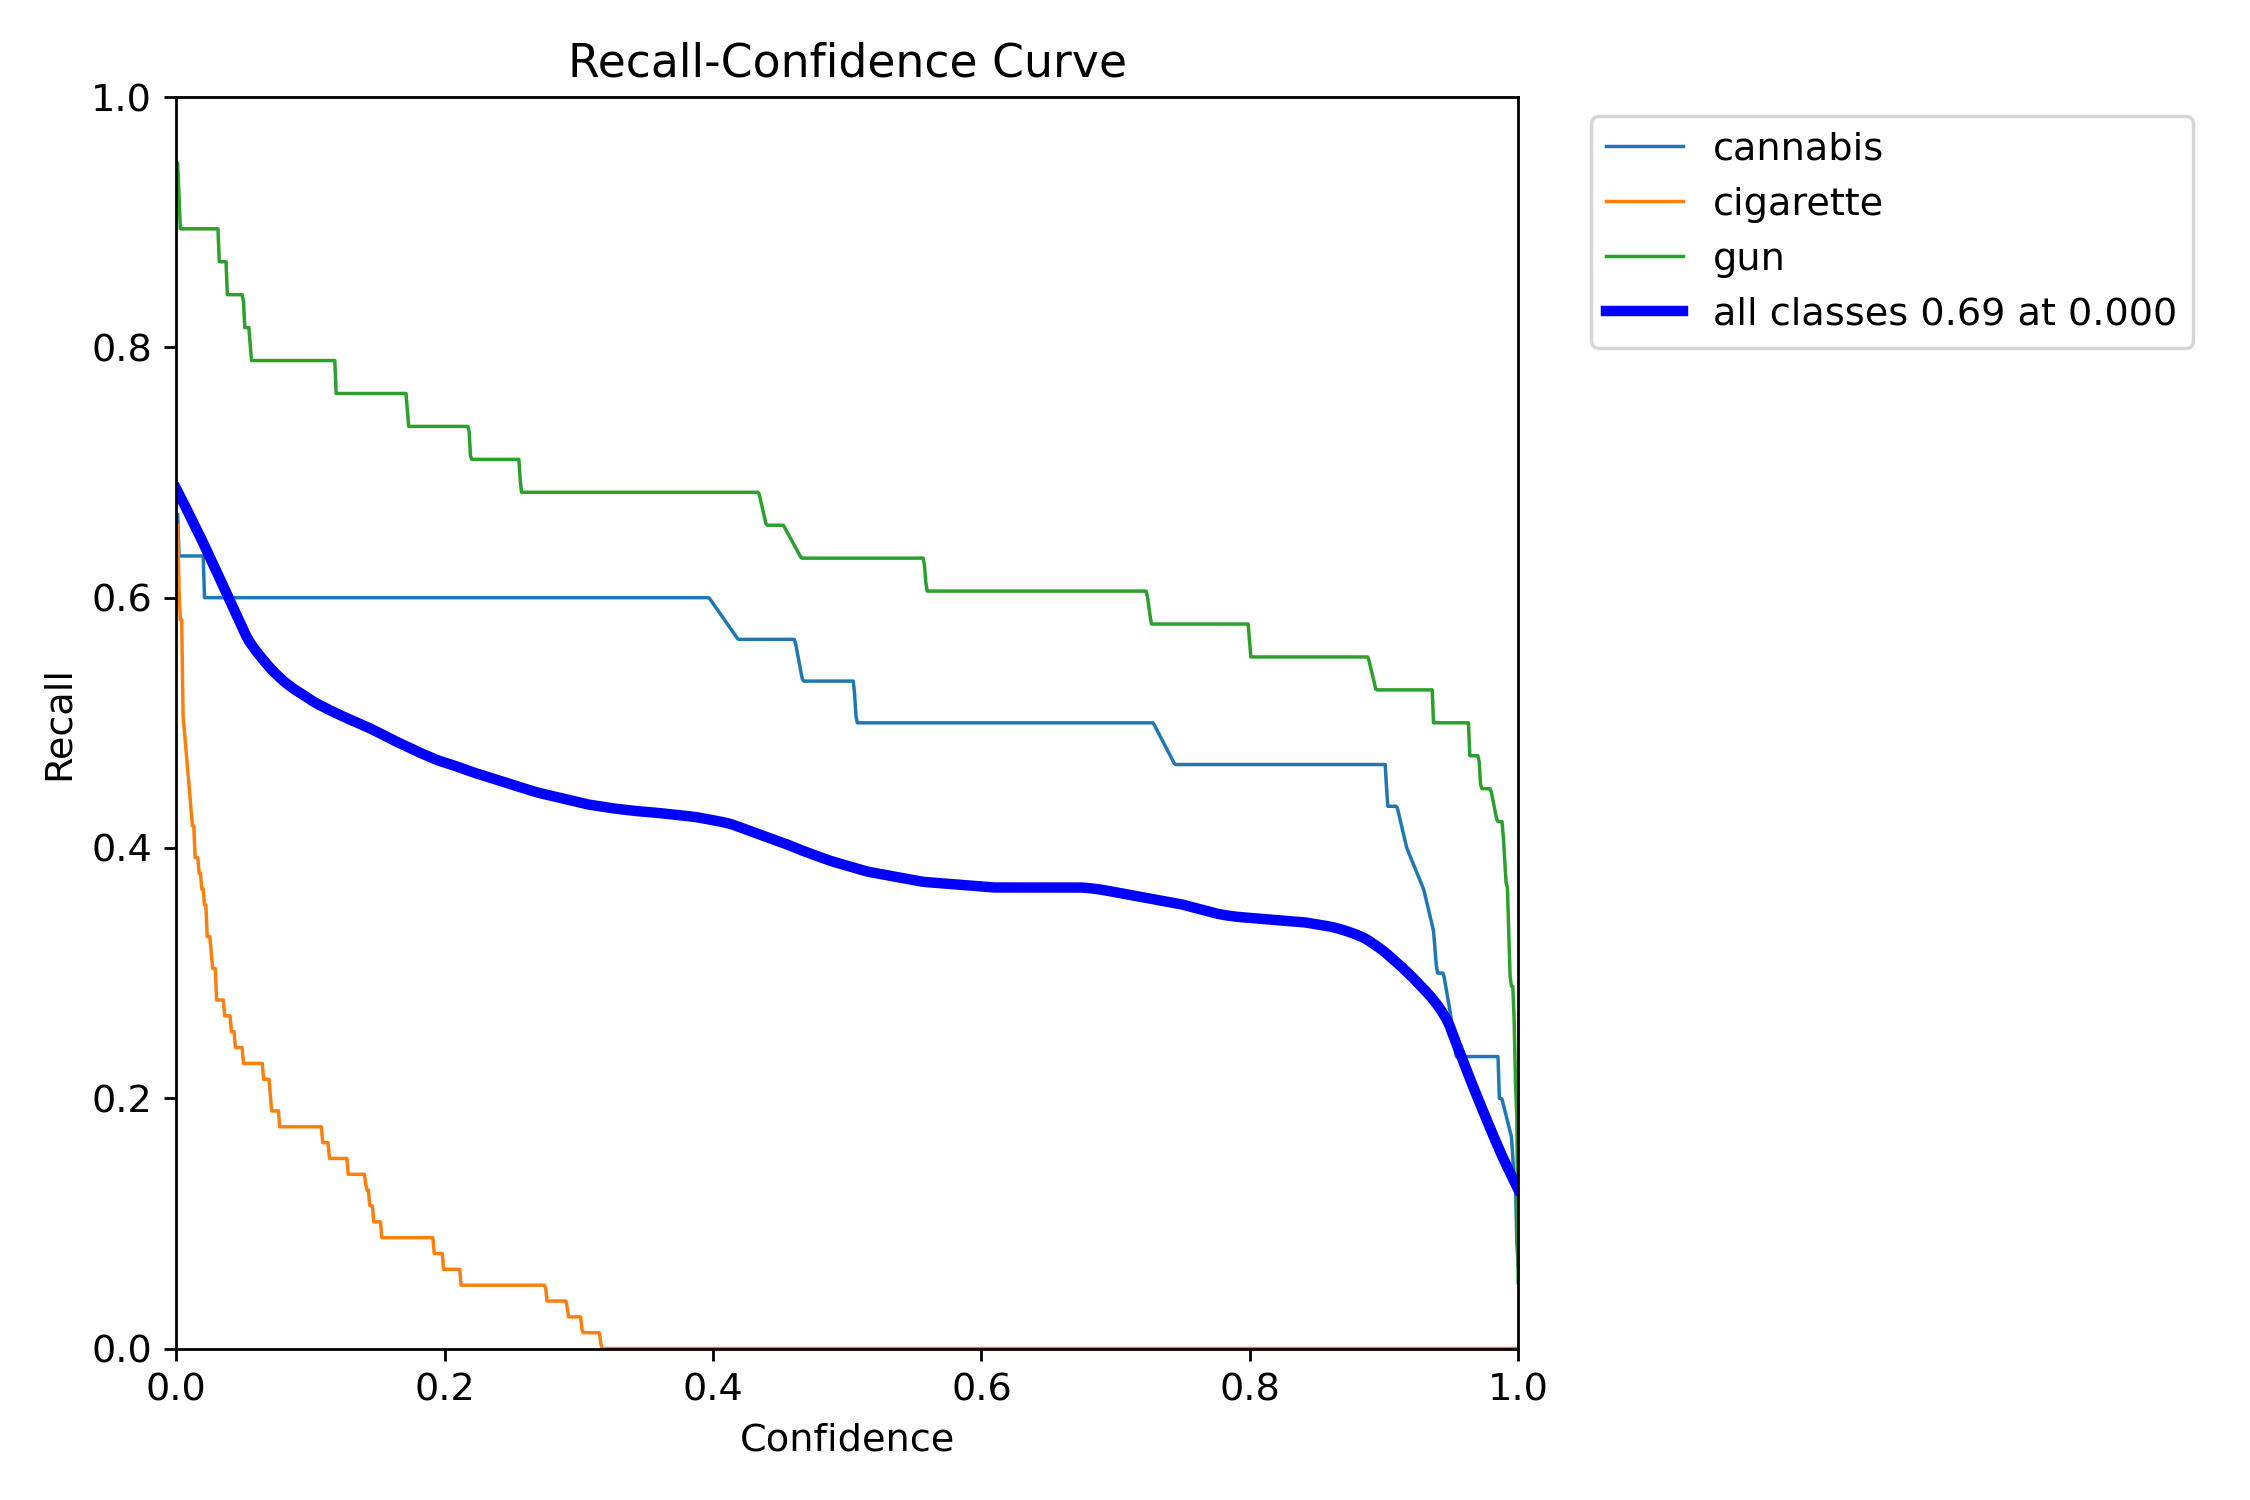 Recall-Confidence Curve
1.0
0.8
0.6
0.4
0.2
0.0
Recall
0.0 0.2 0.4 0.6 0.8 1.0
Confidence
cannabis
cigarette
gun
all classes 0.69 at 0.000